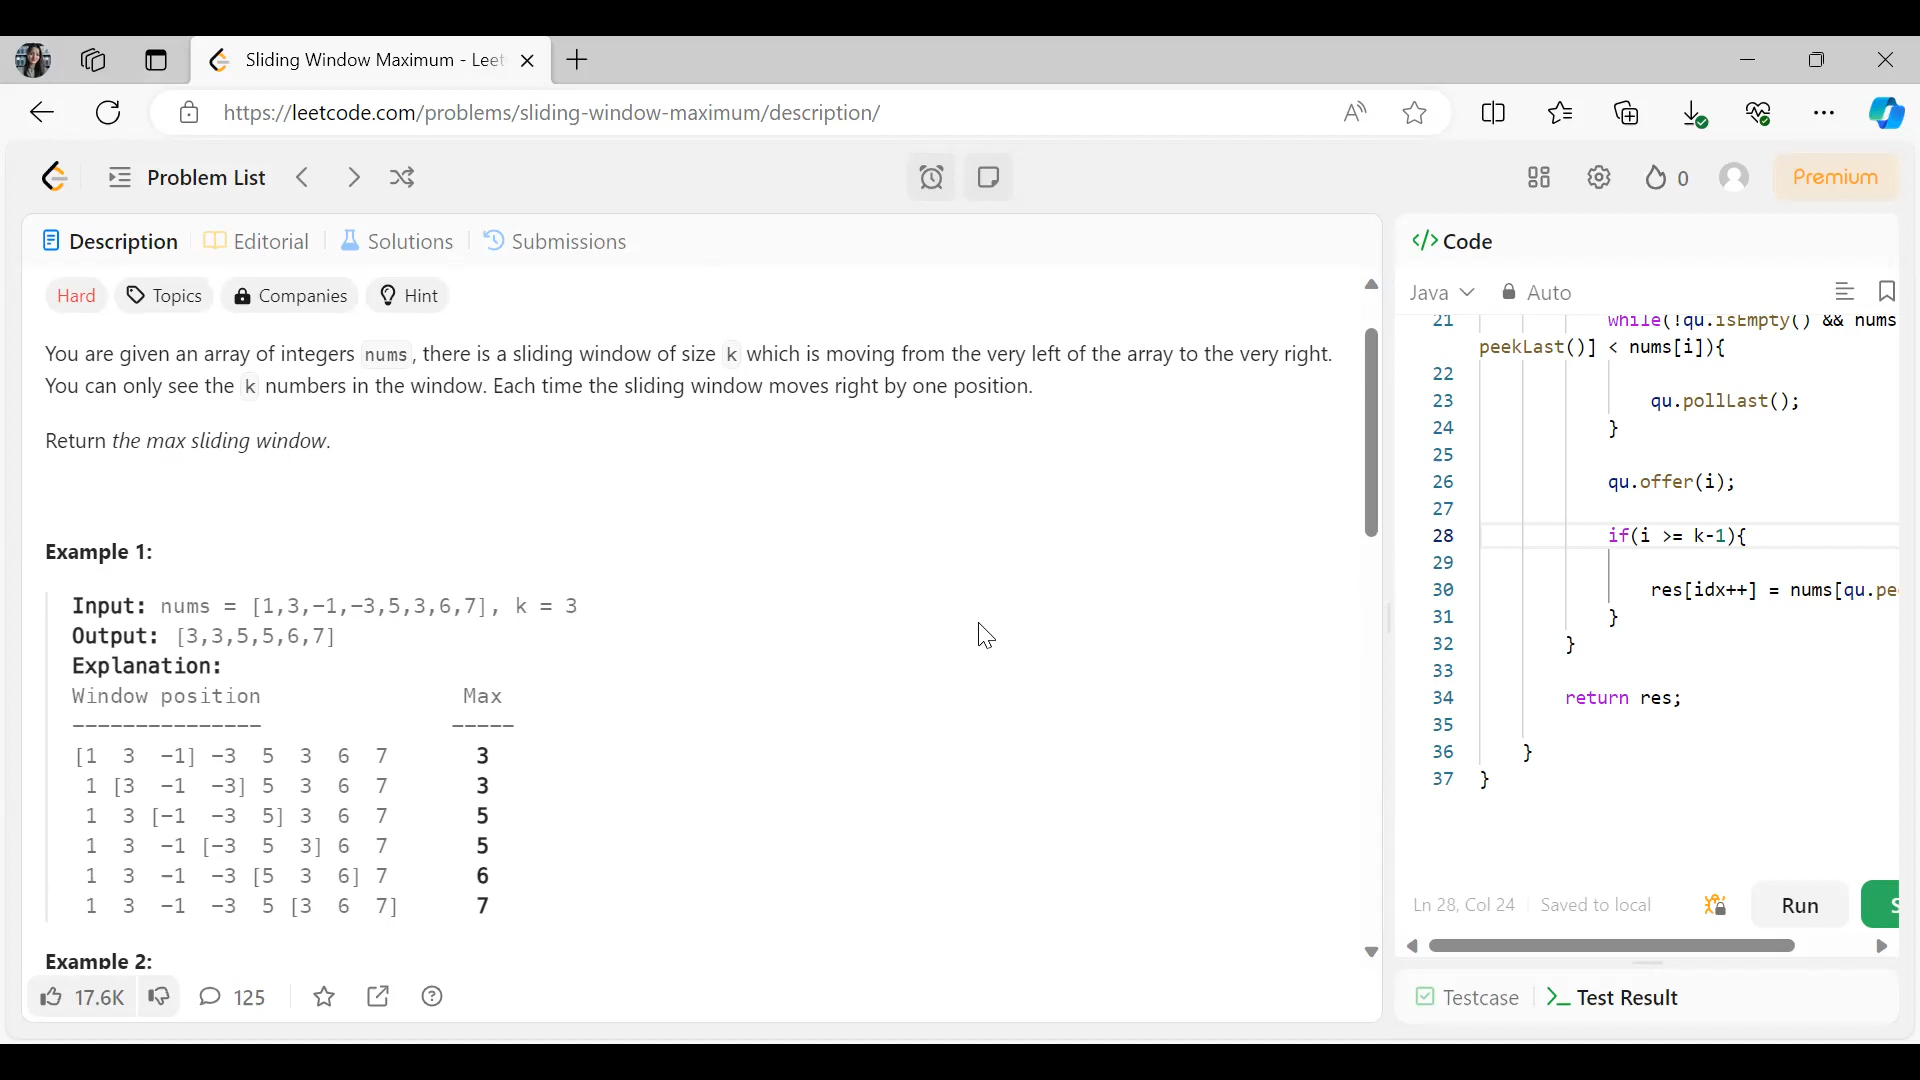 Sliding Window Maximum - Leet
https://leetcode.com/problems/sliding-window-maximum/description/
Problem List
0
Premium
Description
Editorial
Solutions
Submissions
Hard
Topics
Companies
Hint
You are given an array of integers nums, there is a sliding window of size k which is moving from the very left of the array to the very right.
You can only see the k numbers in the window. Each time the sliding window moves right by one position.
Return the max sliding window.
Example 1:
Input: nums = [1,3,-1,-3,5,3,6,7], k = 3
Output: [3,3,5,5,6,7]
Explanation:
Window position Max
--------------- -----
[1 3 -1] -3 5 3 6 7 3
1 [3 -1 -3] 5 3 6 7 3
1 3 [-1 -3 5] 3 6 7 5
1 3 -1 [-3 5 3] 6 7 5
1 3 -1 -3 [5 3 6] 7 6
1 3 -1 -3 5 [3 6 7] 7
Example 2:
17.6K
125
</> Code
Java
Auto
21 while(!qu.isEmpty() && nums
peekLast()] < nums[i]){
22
23 qu.pollLast();
24 }
25
26 qu.offer(i);
27
28 if(i >= k-1){
29
30 res[idx++] = nums[qu.pe
31 }
32 }
33
34 return res;
35
36 }
37 }
Ln 28, Col 24
Saved to local
Run
S
Testcase
Test Result